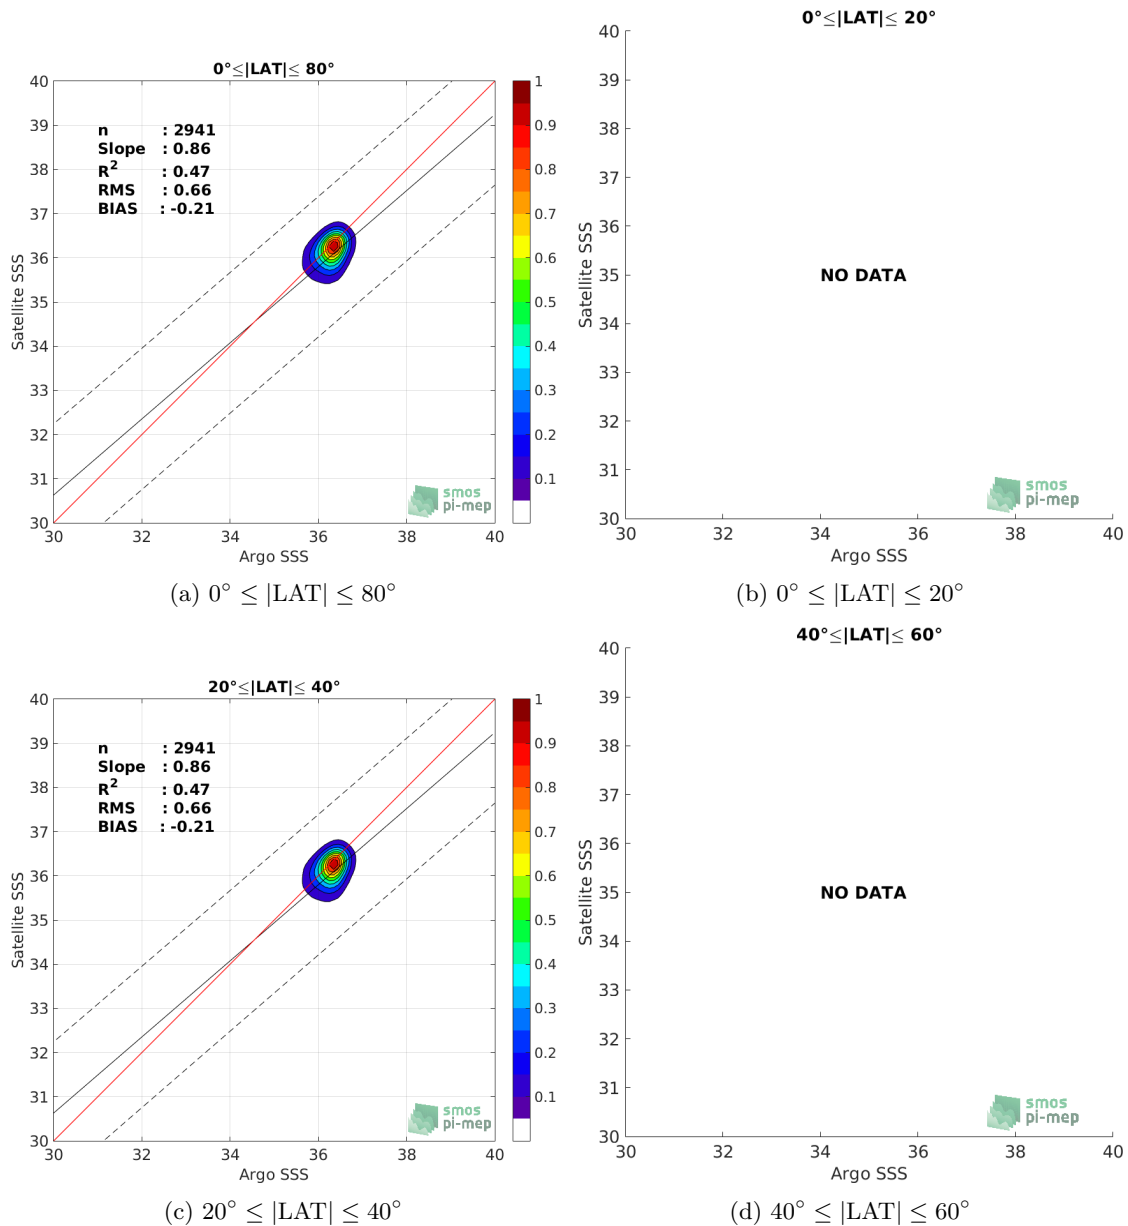 0°≤|LAT|≤ 80°
40
39
38
37
36
35
34
33
32
31
30
Satellite SSS
n : 2941
Slope : 0.86
R² : 0.47
RMS : 0.66
BIAS : -0.21
smos
pi-mep
30 32 34 36 38 40
Argo SSS
1
0.9
0.8
0.7
0.6
0.5
0.4
0.3
0.2
0.1
(a) 0° ≤ |LAT| ≤ 80°
0°≤|LAT|≤ 20°
40
39
38
37
36
35
34
33
32
31
30
Satellite SSS
NO DATA
smos
pi-mep
30 32 34 36 38 40
Argo SSS
(b) 0° ≤ |LAT| ≤ 20°
20°≤|LAT|≤ 40°
40
39
38
37
36
35
34
33
32
31
30
Satellite SSS
n : 2941
Slope : 0.86
R² : 0.47
RMS : 0.66
BIAS : -0.21
smos
pi-mep
30 32 34 36 38 40
Argo SSS
1
0.9
0.8
0.7
0.6
0.5
0.4
0.3
0.2
0.1
(c) 20° ≤ |LAT| ≤ 40°
40°≤|LAT|≤ 60°
40
39
38
37
36
35
34
33
32
31
30
Satellite SSS
NO DATA
smos
pi-mep
30 32 34 36 38 40
Argo SSS
(d) 40° ≤ |LAT| ≤ 60°